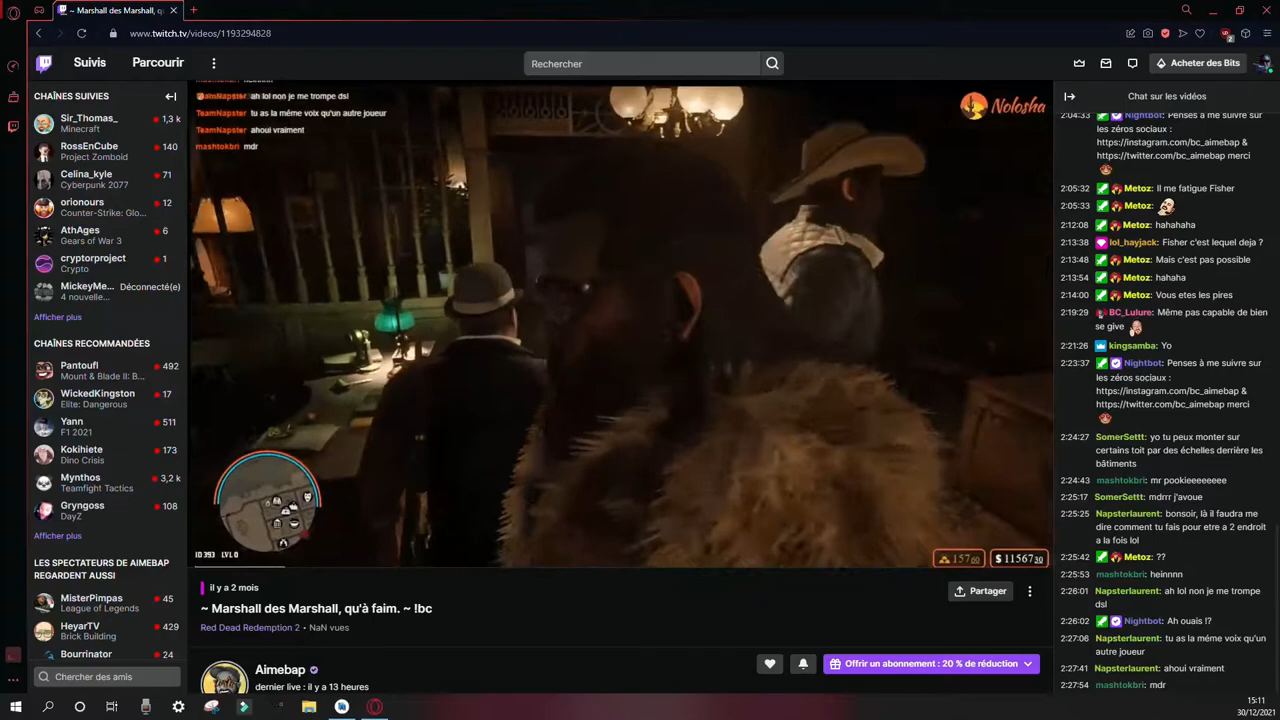 ~ Marshall des Marshall, q
www.twitch.tv/videos/1193294828
Suivis
Parcourir
Rechercher
Acheter des Bits
CHAÎNES SUIVIES
Sir_Thomas_
1,3 k
Minecraft
RossEnCube
140
Project Zomboid
Celina_kyle
71
Cyberpunk 2077
orionours
12
Counter-Strike: Glo...
AthAges
6
Gears of War 3
cryptorproject
1
Crypto
MickeyMe...
Déconnecté(e)
4 nouvelle...
Afficher plus
CHAÎNES RECOMMANDÉES
Pantoufl
492
Mount & Blade II: B...
WickedKingston
17
Elite: Dangerous
Yann
511
F1 2021
Kokihiete
173
Dino Crisis
Mynthos
3,2 k
Teamfight Tactics
Gryngoss
108
DayZ
Afficher plus
LES SPECTATEURS DE AIMEBAP
REGARDENT AUSSI
MisterPimpas
45
League of Legends
HeyarTV
429
Brick Building
Bourrinator
24
Chercher des amis
TeamNapster ah lol non je me trompe dsl
TeamNapster tu as la même voix qu'un autre joueur
TeamNapster ahoui vraiment
mashtokbri mdr
Nolosha
ID 393 LVL 0
157 60
$ 11567 30
il y a 2 mois
~ Marshall des Marshall, qu'à faim. ~ !bc
Red Dead Redemption 2 • NaN vues
Partager
Aimebap
dernier live : il y a 13 heures
Offrir un abonnement : 20 % de réduction
Chat sur les vidéos
2:04:33 Nightbot: Penses à me suivre sur
les zéros sociaux :
https://instagram.com/bc_aimebap &
https://twitter.com/bc_aimebap merci
2:05:32 Metoz: Il me fatigue Fisher
2:05:33 Metoz:
2:12:08 Metoz: hahahaha
2:13:38 lol_hayjack: Fisher c'est lequel deja ?
2:13:48 Metoz: Mais c'est pas possible
2:13:54 Metoz: hahaha
2:14:00 Metoz: Vous etes les pires
2:19:29 BC_Lulure: Même pas capable de bien
se give
2:21:26 kingsamba: Yo
2:23:37 Nightbot: Penses à me suivre sur
les zéros sociaux :
https://instagram.com/bc_aimebap &
https://twitter.com/bc_aimebap merci
2:24:27 SomerSettt: yo tu peux monter sur
certains toit par des échelles derrière les
bâtiments
2:24:43 mashtokbri: mr pookieeeeeeee
2:25:17 SomerSettt: mdrrr j'avoue
2:25:25 Napsterlaurent: bonsoir, là il faudra me
dire comment tu fais pour etre a 2 endroit
a la fois lol
2:25:42 Metoz: ??
2:25:53 mashtokbri: heinnnn
2:26:01 Napsterlaurent: ah lol non je me trompe
dsl
2:26:02 Nightbot: Ah ouais !?
2:27:06 Napsterlaurent: tu as la même voix qu'un
autre joueur
2:27:41 Napsterlaurent: ahoui vraiment
2:27:54 mashtokbri: mdr
15:11
30/12/2021